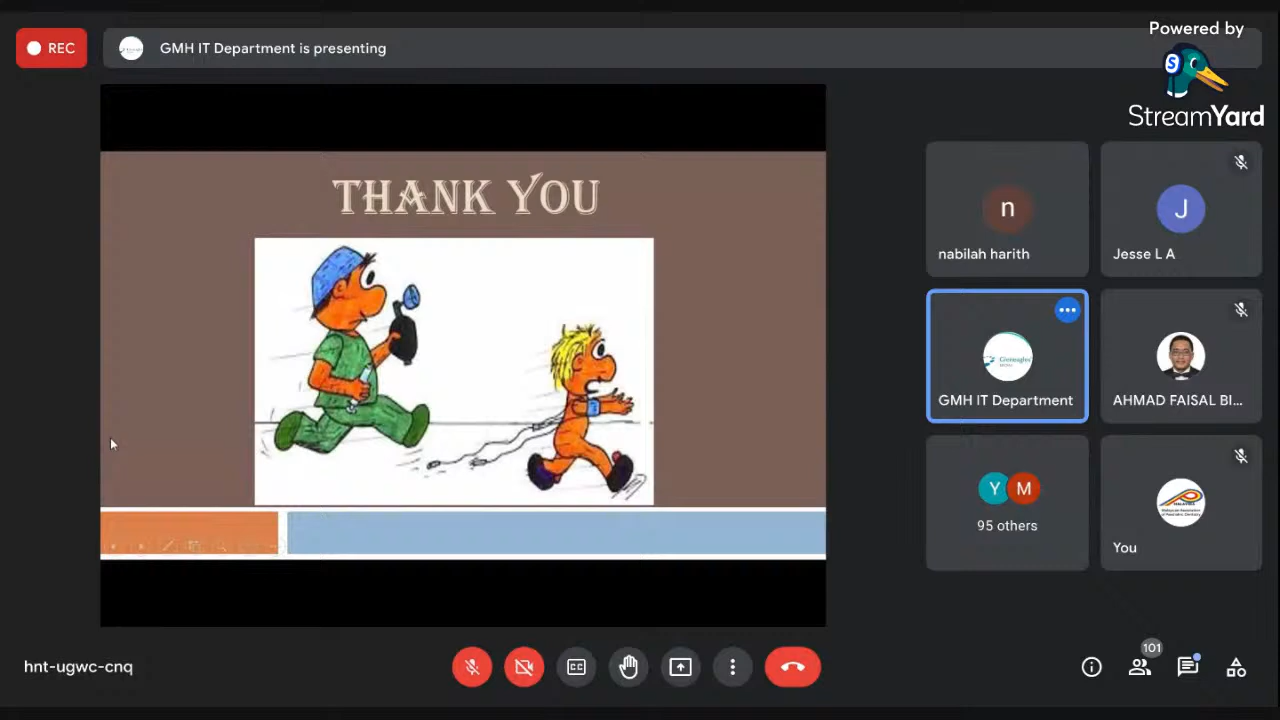 REC
GMH IT Department is presenting
Powered by
S
StreamYard
THANK YOU
n
nabilah harith
J
Jesse L A
GMH IT Department
AHMAD FAISAL BI...
Y M
95 others
You
hnt-ugwc-cnq
CC
101